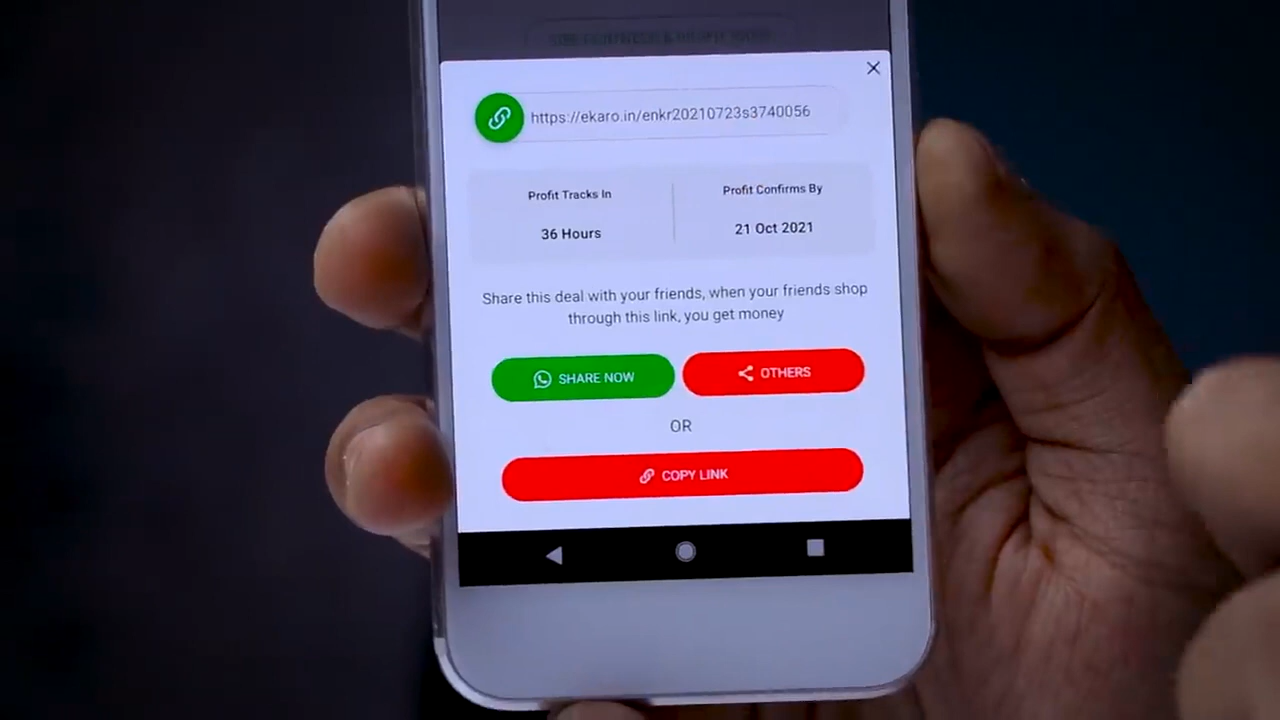 https://ekaro.in/enkr20210723s3740056
Profit Tracks In
Profit Confirms By
36 Hours
21 Oct 2021
Share this deal with your friends, when your friends shop
through this link, you get money
SHARE NOW
OTHERS
OR
COPY LINK